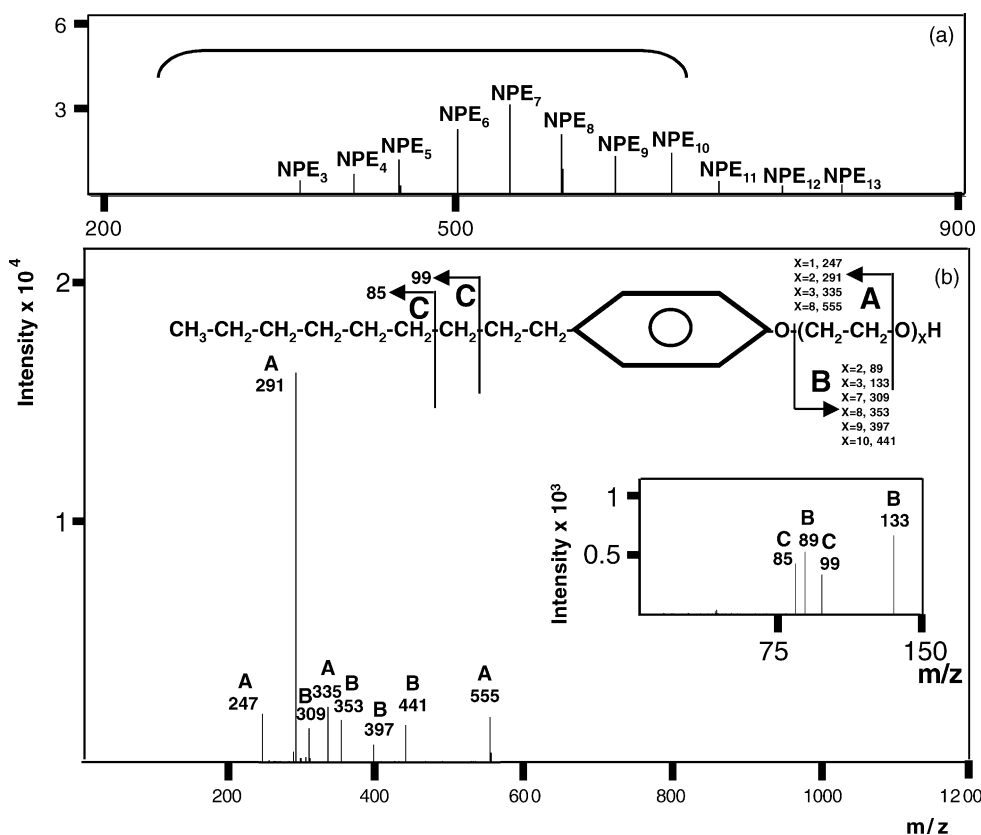 (a)
6
3
NPE3
NPE4
NPE5
NPE6
NPE7
NPE8
NPE9
NPE10
NPE11
NPE12
NPE13
200
500
900
(b)
Intensity x 10⁴
2
1
99
85
C
C
X=1, 247
X=2, 291
X=3, 335
X=8, 555
A
CH3-CH2-CH2-CH2-CH2-CH2-CH2-CH2-CH2
O-(CH2-CH2-O)xH
B
X=2, 89
X=3, 133
X=7, 309
X=8, 353
X=9, 397
X=10, 441
A
291
A
247
B
309
A
335
B
353
B
397
B
441
A
555
Intensity x 10³
1
0.5
C
85
B
89
C
99
B
133
75
150
m/z
200
400
600
800
1000
1200
m/z